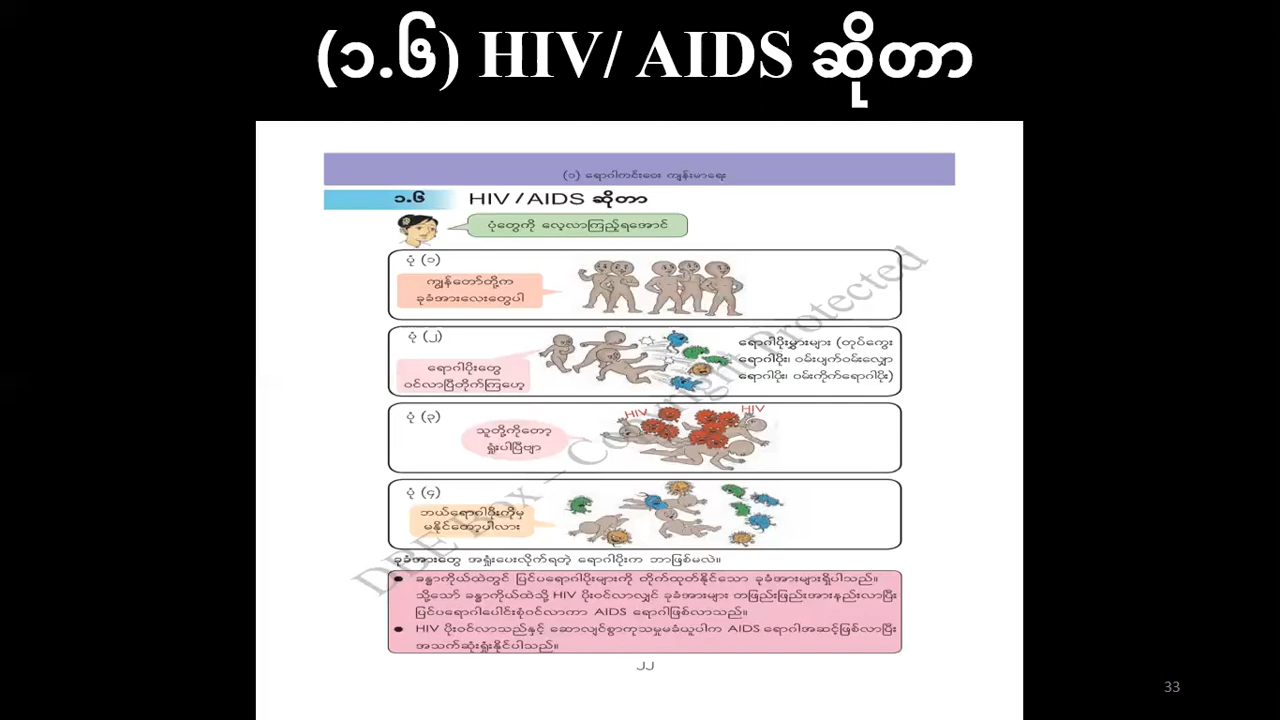 (၁.၆) HIV/ AIDS ဆိုတာ
(၁) ရောဂါကင်းဝေး ကျန်းမာရေး
၁.၆ HIV / AIDS ဆိုတာ
ပုံတွေကို လေ့လာကြည့်ရအောင်
ပုံ (၁)
ကျွန်တော်တို့က
ခုခံအားလေးတွေပါ
ပုံ (၂)
ရောဂါပိုးတွေ
ဝင်လာပြီတိုက်ကြဟေ့
ရောဂါပိုးမွှားများ (တုပ်ကွေး
ရောဂါပိုး၊ ဝမ်းပျက်ဝမ်းလျှော
ရောဂါပိုး၊ ဝမ်းကိုက်ရောဂါပိုး)
ပုံ (၃)
HIV
HIV
သူတို့ကိုတော့
ရှုံးပါပြီဗျာ
ပုံ (၄)
ဘယ်ရောဂါပိုးကိုမှ
မနိုင်တော့ပါလား
ခုခံအားတွေ အရှုံးပေးလိုက်ရတဲ့ ရောဂါပိုးက ဘာဖြစ်မလဲ။
● ခန္ဓာကိုယ်ထဲတွင် ပြင်ပရောဂါပိုးများကို တိုက်ထုတ်နိုင်သော ခုခံအားများရှိပါသည်။
သို့သော် ခန္ဓာကိုယ်ထဲသို့ HIV ပိုးဝင်လာလျှင် ခုခံအားများ တဖြည်းဖြည်းအားနည်းလာပြီး
ပြင်ပရောဂါပေါင်းစုံဝင်လာကာ AIDS ရောဂါဖြစ်လာသည်။
● HIV ပိုးဝင်လာသည်နှင့် ဆောလျင်စွာကုသမှုမခံယူပါက AIDS ရောဂါအဆင့်ဖြစ်လာပြီး
အသက်ဆုံးရှုံးနိုင်ပါသည်။
၂၂
DBE Box – Copyright Protected
33